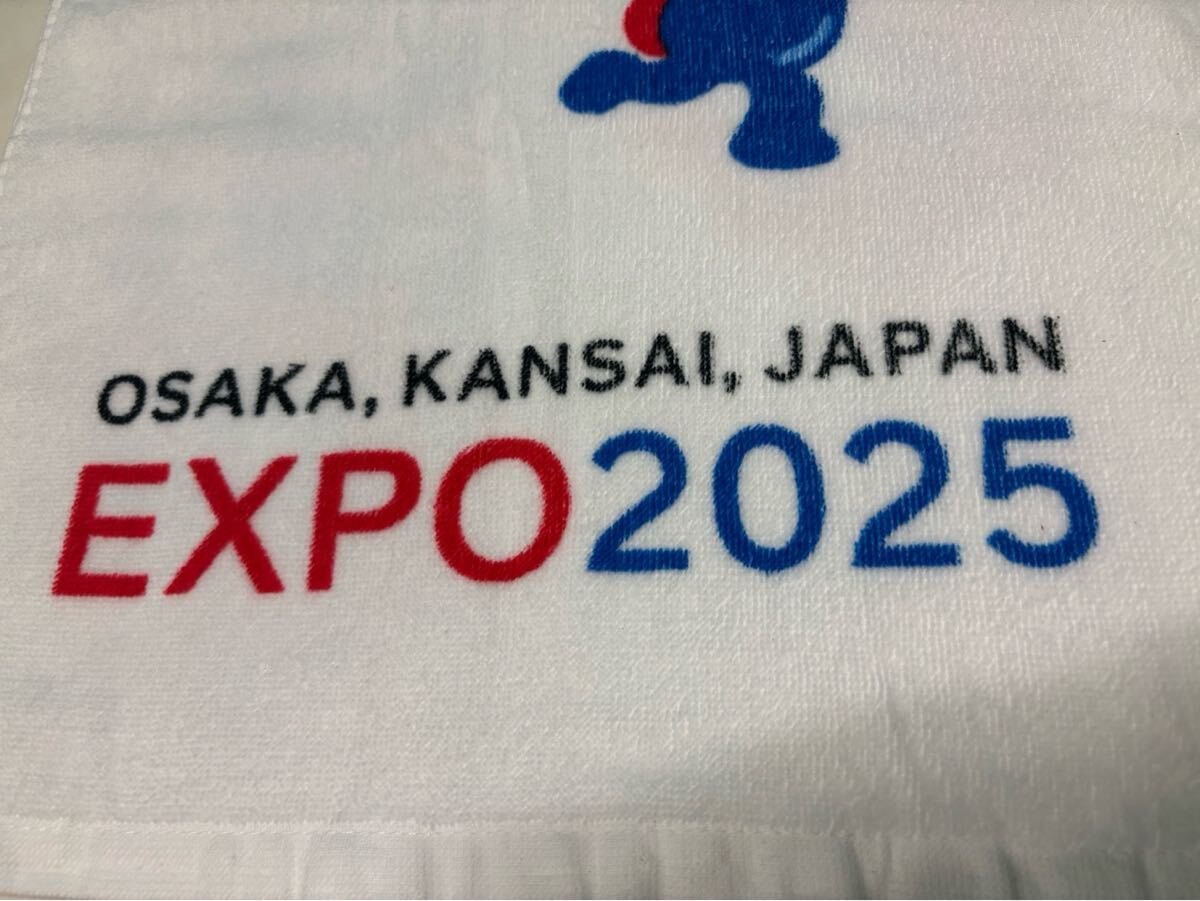 OSAKA, KANSAI, JAPAN
EXPO2025